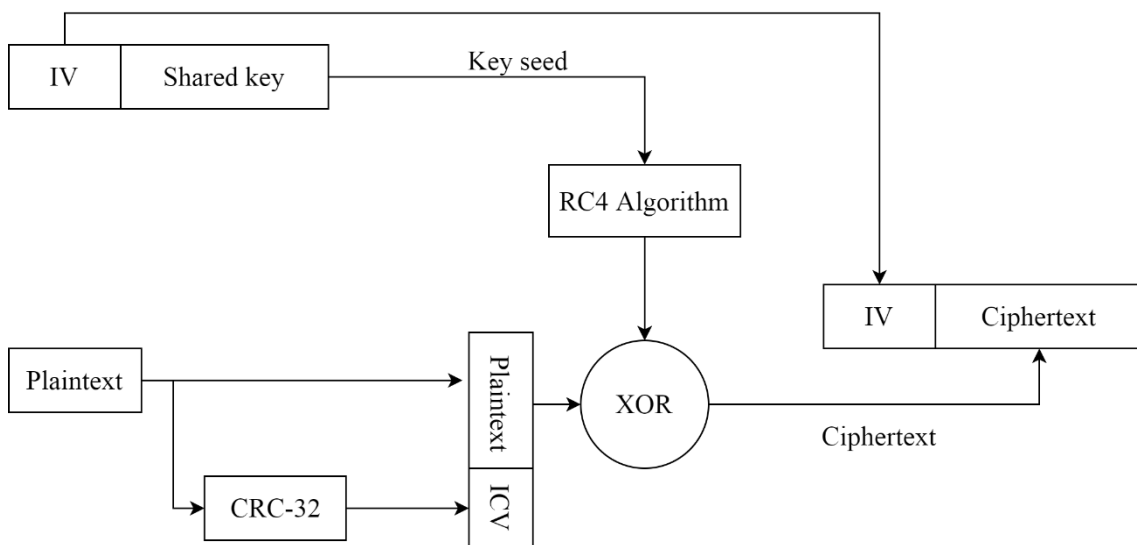 IV
Shared key
Key seed
RC4 Algorithm
IV
Ciphertext
Plaintext
Plaintext
XOR
Ciphertext
CRC-32
ICV